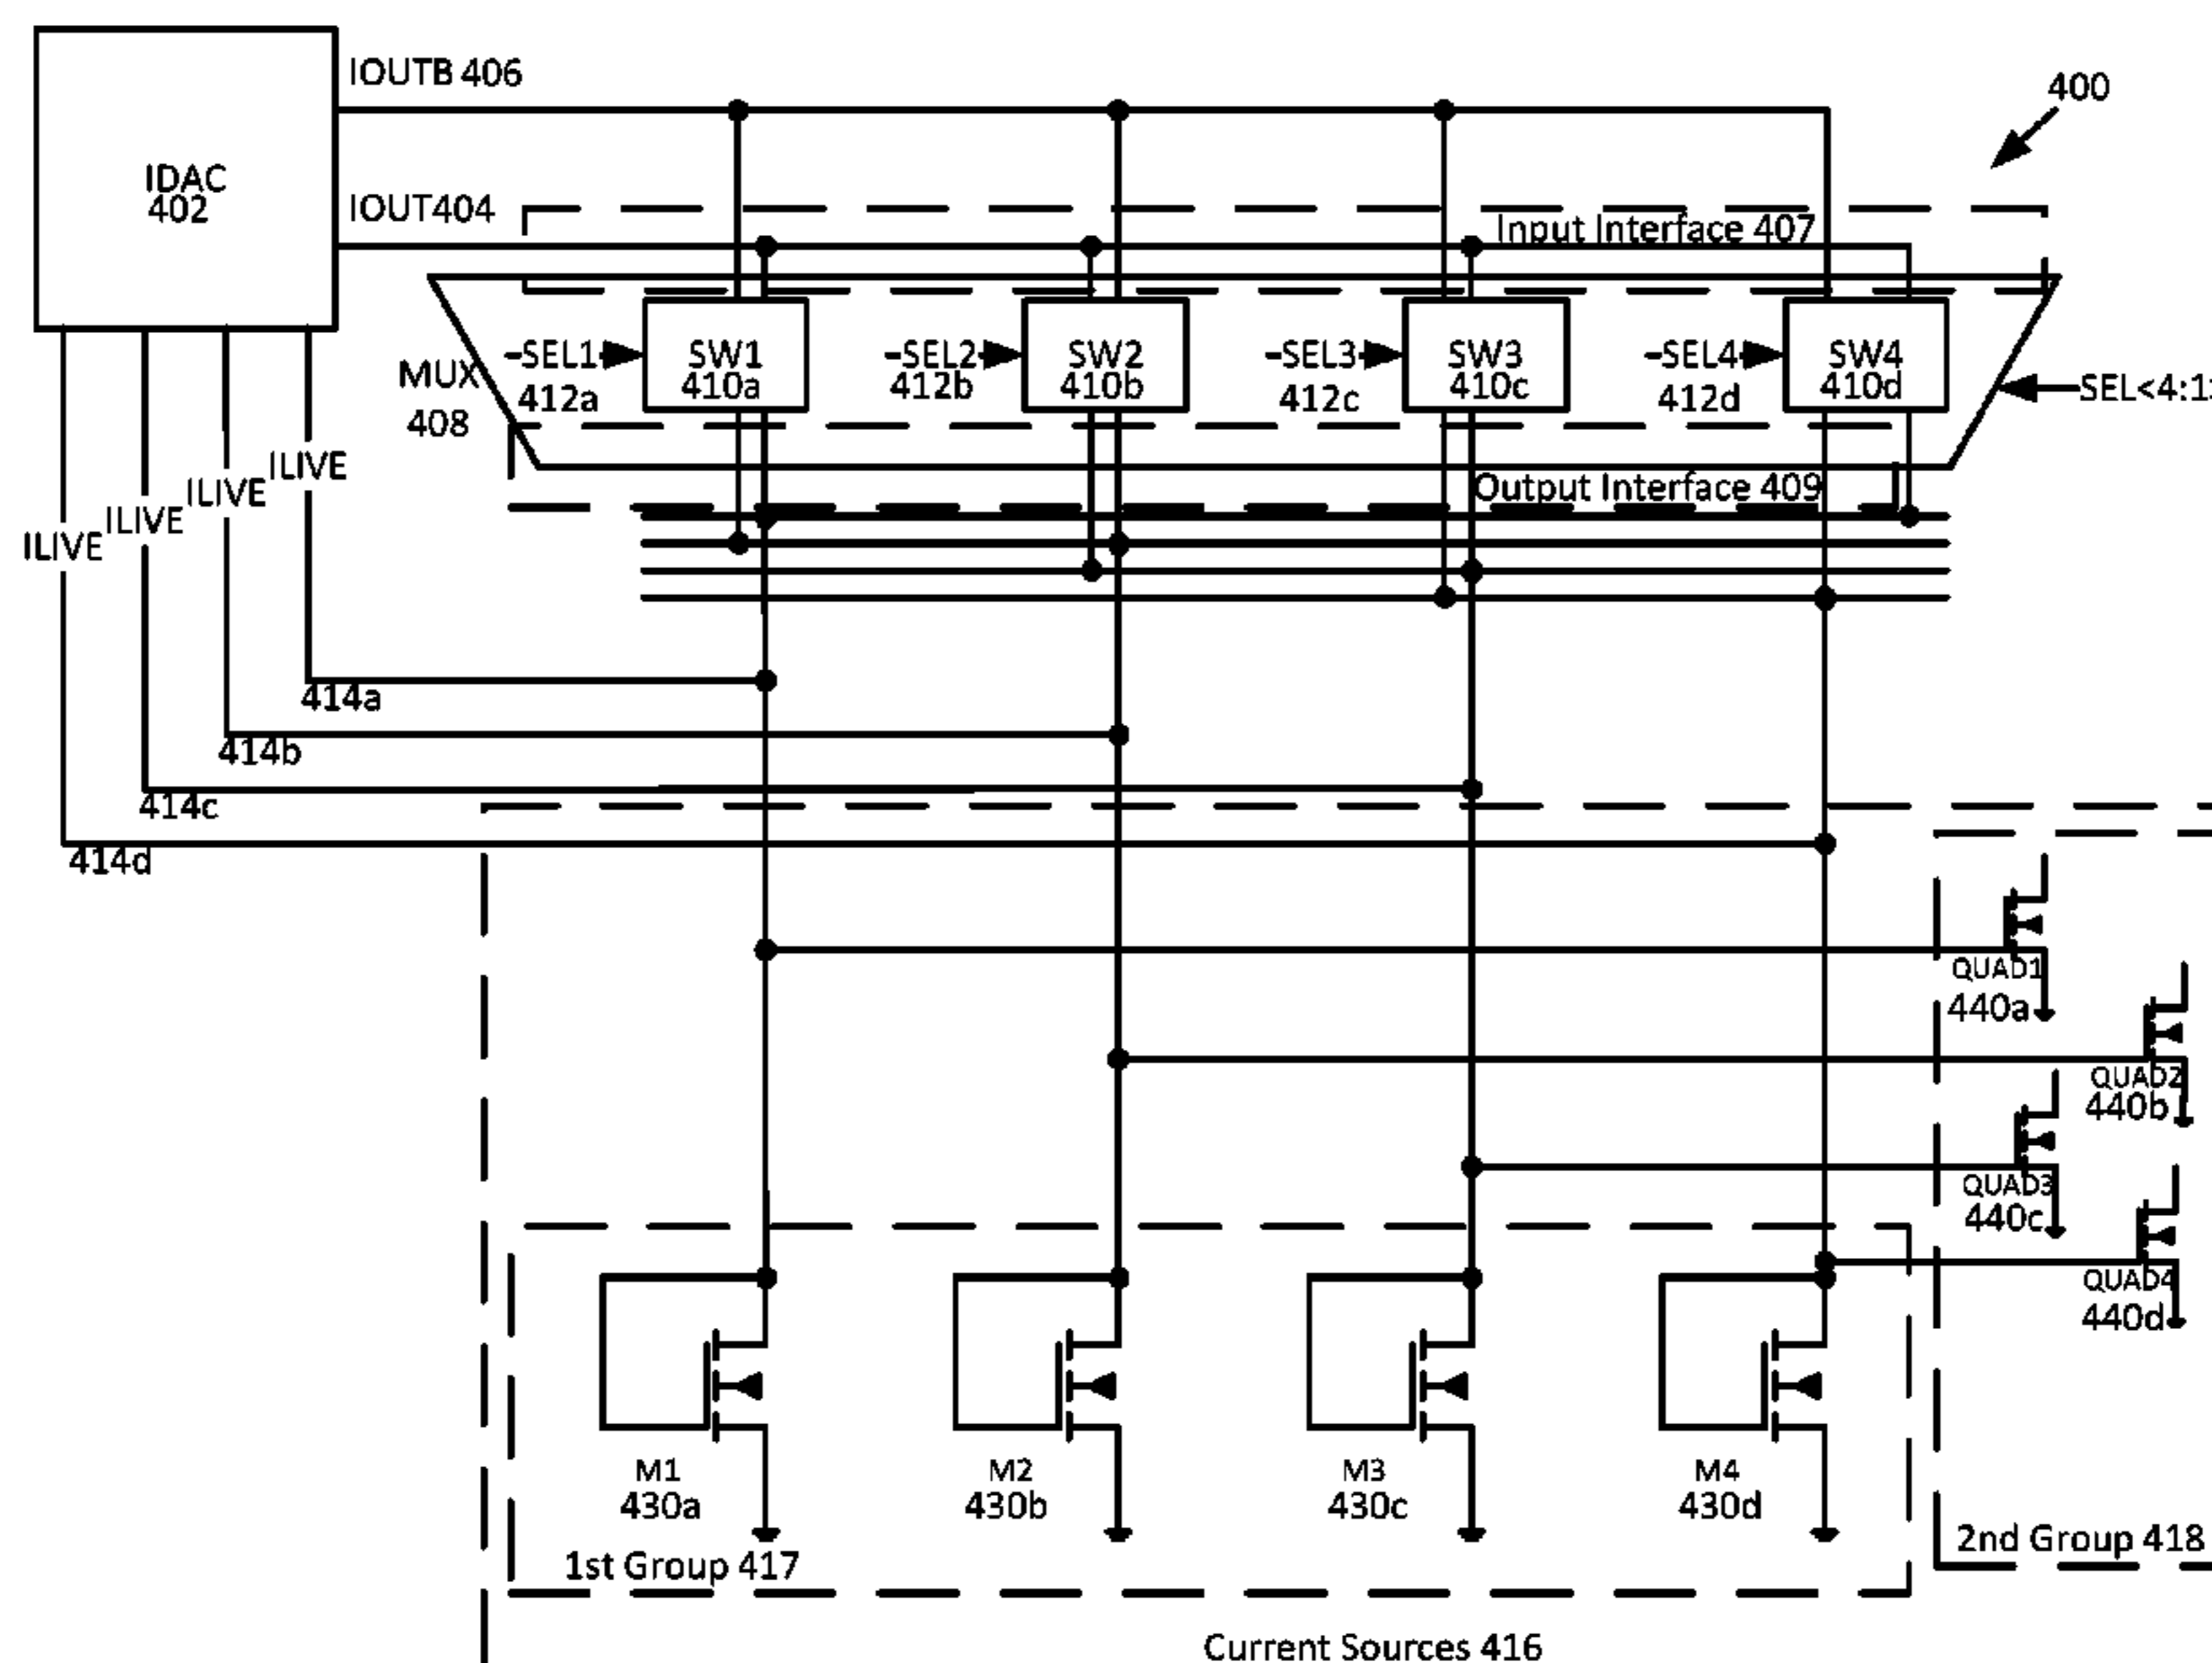 IOUTB 406
400
IDAC
402
IOUT404
Input Interface 407
MUX
408
-SEL1
412a
SW1
410a
-SEL2
412b
SW2
410b
-SEL3
412c
SW3
410c
-SEL4
412d
SW4
410d
SEL<4:1
Output Interface 409
ILIVE
ILIVE
ILIVE
ILIVE
414a
414b
414c
414d
QUAD1
440a
QUAD2
440b
QUAD3
440c
QUAD4
440d
M1
430a
M2
430b
M3
430c
M4
430d
1st Group 417
2nd Group 418
Current Sources 416